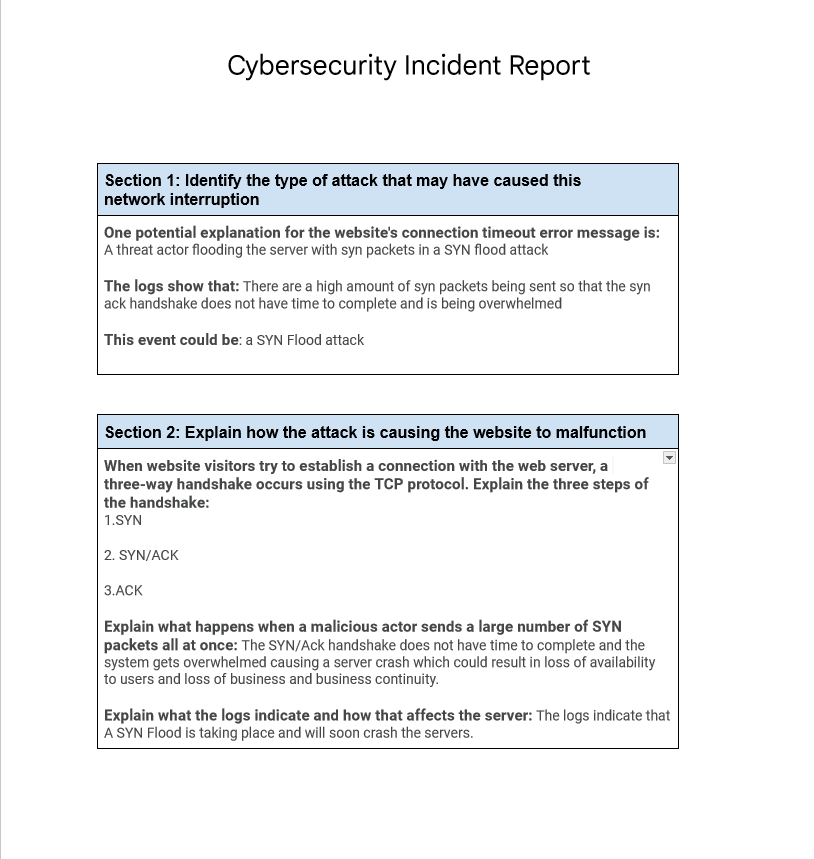 Cybersecurity Incident Report
Section 1: Identify the type of attack that may have caused this
network interruption
One potential explanation for the website's connection timeout error message is:
A threat actor flooding the server with syn packets in a SYN flood attack
The logs show that: There are a high amount of syn packets being sent so that the syn
ack handshake does not have time to complete and is being overwhelmed
This event could be: a SYN Flood attack
Section 2: Explain how the attack is causing the website to malfunction
When website visitors try to establish a connection with the web server, a
three-way handshake occurs using the TCP protocol. Explain the three steps of
the handshake:
1.SYN
2. SYN/ACK
3.ACK
Explain what happens when a malicious actor sends a large number of SYN
packets all at once: The SYN/Ack handshake does not have time to complete and the
system gets overwhelmed causing a server crash which could result in loss of availability
to users and loss of business and business continuity.
Explain what the logs indicate and how that affects the server: The logs indicate that
A SYN Flood is taking place and will soon crash the servers.